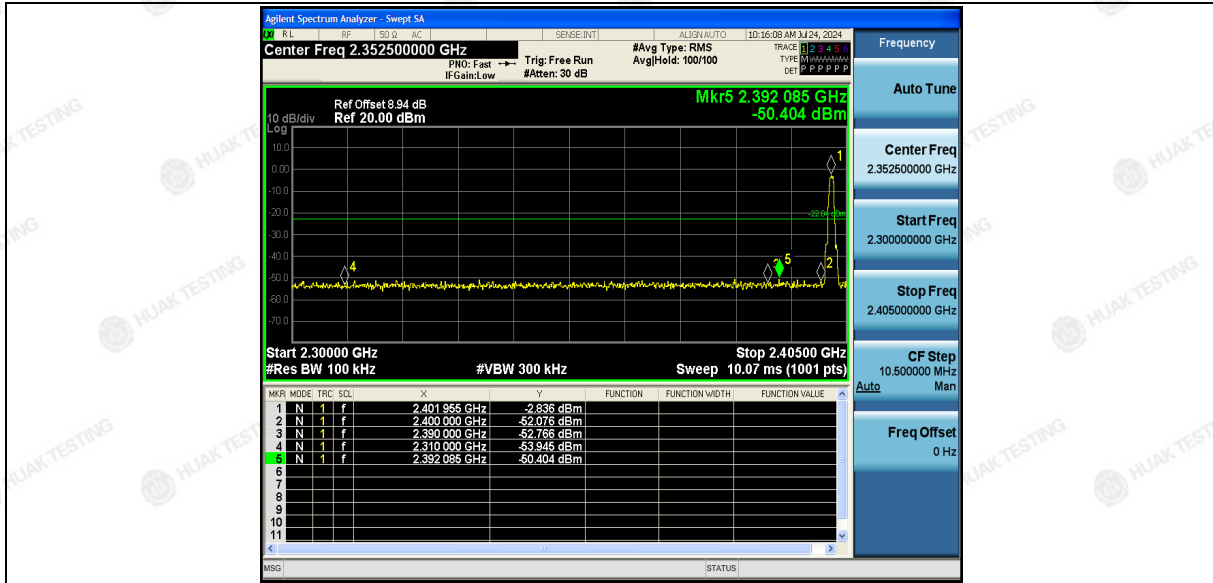 Agilent Spectrum Analyzer - Swept SA
LXI RL RF 50 Ω AC SENSE:INT ALIGN AUTO 10:16:08 AM Jul 24, 2024
Center Freq 2.352500000 GHz
PNO: Fast
IFGain:Low
Trig: Free Run
#Atten: 30 dB
#Avg Type: RMS
Avg|Hold: 100/100
TRACE 1 2 3 4 5 6
TYPE M
DET P P P P P P
Ref Offset 8.94 dB
10 dB/div Ref 20.00 dBm
Log
Mkr5 2.392 085 GHz
-50.404 dBm
10.0
0.00
-10.0
-20.0
-30.0
-40.0
-50.0
-60.0
-70.0
-22.84 dBm
1
4
5
2
Start 2.30000 GHz Stop 2.40500 GHz
#Res BW 100 kHz #VBW 300 kHz Sweep 10.07 ms (1001 pts)
MKR MODE TRC SCL X Y FUNCTION FUNCTION WIDTH FUNCTION VALUE
1 N 1 f 2.401 955 GHz -2.836 dBm
2 N 1 f 2.400 000 GHz -52.076 dBm
3 N 1 f 2.390 000 GHz -52.766 dBm
4 N 1 f 2.310 000 GHz -53.945 dBm
5 N 1 f 2.392 085 GHz -50.404 dBm
6
7
8
9
10
11
MSG STATUS
Frequency
Auto Tune
Center Freq
2.352500000 GHz
Start Freq
2.300000000 GHz
Stop Freq
2.405000000 GHz
CF Step
10.500000 MHz
Auto Man
Freq Offset
0 Hz
HUAK TESTING
HUAK TESTING
HUAK TESTING
HUAK TESTING